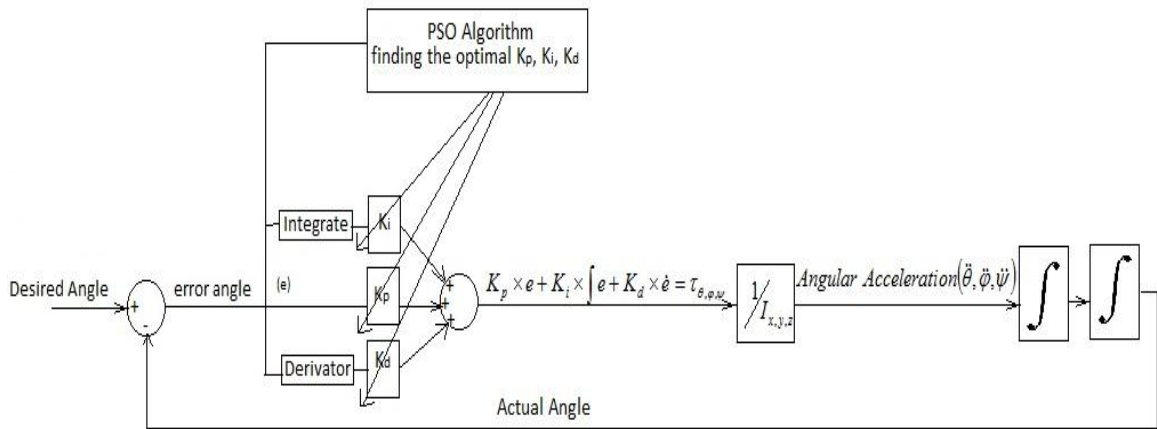 PSO Algorithm
finding the optimal Kp, Ki, Kd
Integrate
Ki
Desired Angle
+
-
error angle
(e)
Kp
+
+
+
Kp × e + Ki × ∫ e + Kd × ė = τθ,φ,ψ
1/Ix,y,z
Angular Acceleration(θ̈, φ̈, ψ̈)
∫
∫
Derivator
Kd
Actual Angle